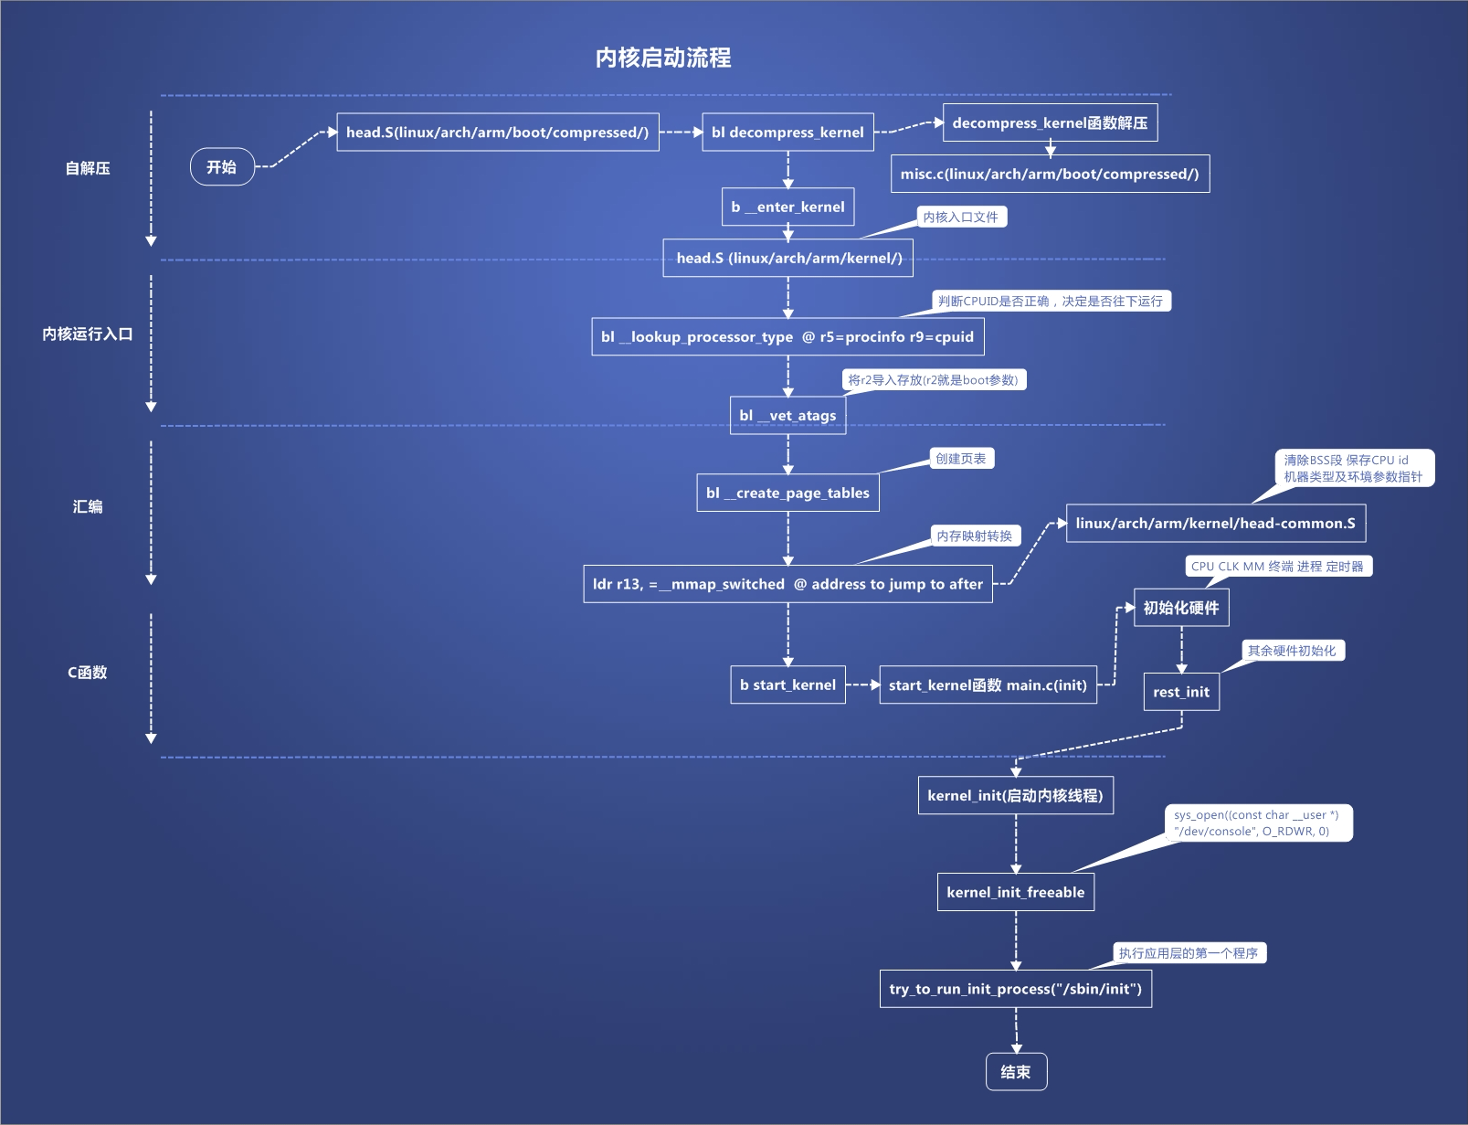 内核启动流程
自解压
开始
head.S(linux/arch/arm/boot/compressed/)
bl decompress_kernel
decompress_kernel函数解压
misc.c(linux/arch/arm/boot/compressed/)
b __enter_kernel
内核入口文件
head.S (linux/arch/arm/kernel/)
内核运行入口
判断CPUID是否正确，决定是否往下运行
bl __lookup_processor_type  @ r5=procinfo r9=cpuid
将r2导入存放(r2就是boot参数)
bl __vet_atags
汇编
创建页表
bl __create_page_tables
清除BSS段 保存CPU id
机器类型及环境参数指针
linux/arch/arm/kernel/head-common.S
内存映射转换
ldr r13, =__mmap_switched  @ address to jump to after
CPU CLK MM 终端 进程 定时器
初始化硬件
C函数
b start_kernel
start_kernel函数 main.c(init)
其余硬件初始化
rest_init
kernel_init(启动内核线程)
sys_open((const char __user *)
"/dev/console", O_RDWR, 0)
kernel_init_freeable
执行应用层的第一个程序
try_to_run_init_process("/sbin/init")
结束